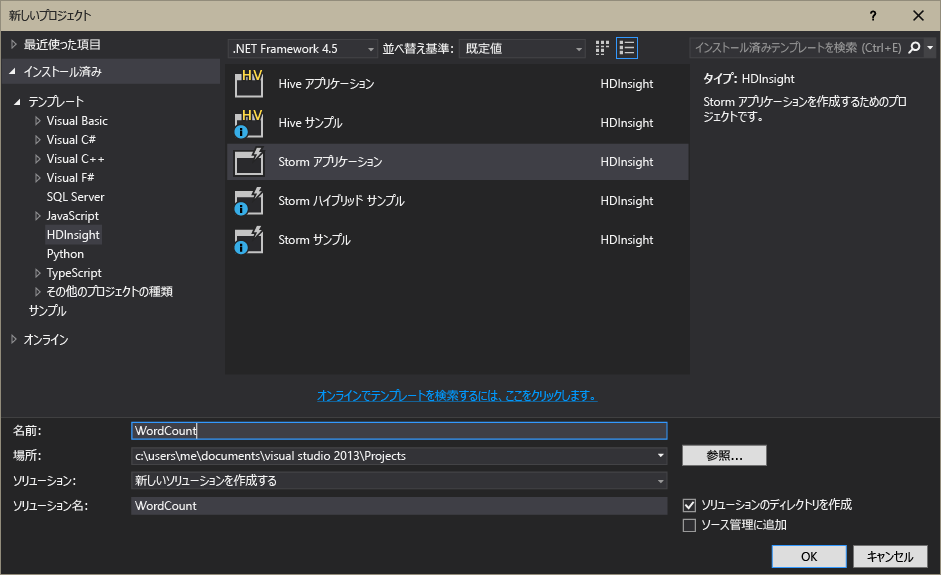 新しいプロジェクト
?
最近使った項目
インストール済み
テンプレート
Visual Basic
Visual C#
Visual C++
Visual F#
SQL Server
JavaScript
HDInsight
Python
TypeScript
その他のプロジェクトの種類
サンプル
オンライン
.NET Framework 4.5
並べ替え基準:
既定値
HV
Hive アプリケーション
HDInsight
HV
Hive サンプル
HDInsight
Storm アプリケーション
HDInsight
Storm ハイブリッド サンプル
HDInsight
Storm サンプル
HDInsight
オンラインでテンプレートを検索するには、ここをクリックします。
インストール済みテンプレートを検索 (Ctrl+E)
タイプ: HDInsight
Storm アプリケーションを作成するためのプロ
ジェクトです。
名前:
WordCount
場所:
c:\users\me\documents\visual studio 2013\Projects
参照...
ソリューション:
新しいソリューションを作成する
ソリューション名:
WordCount
ソリューションのディレクトリを作成
ソース管理に追加
OK
キャンセル